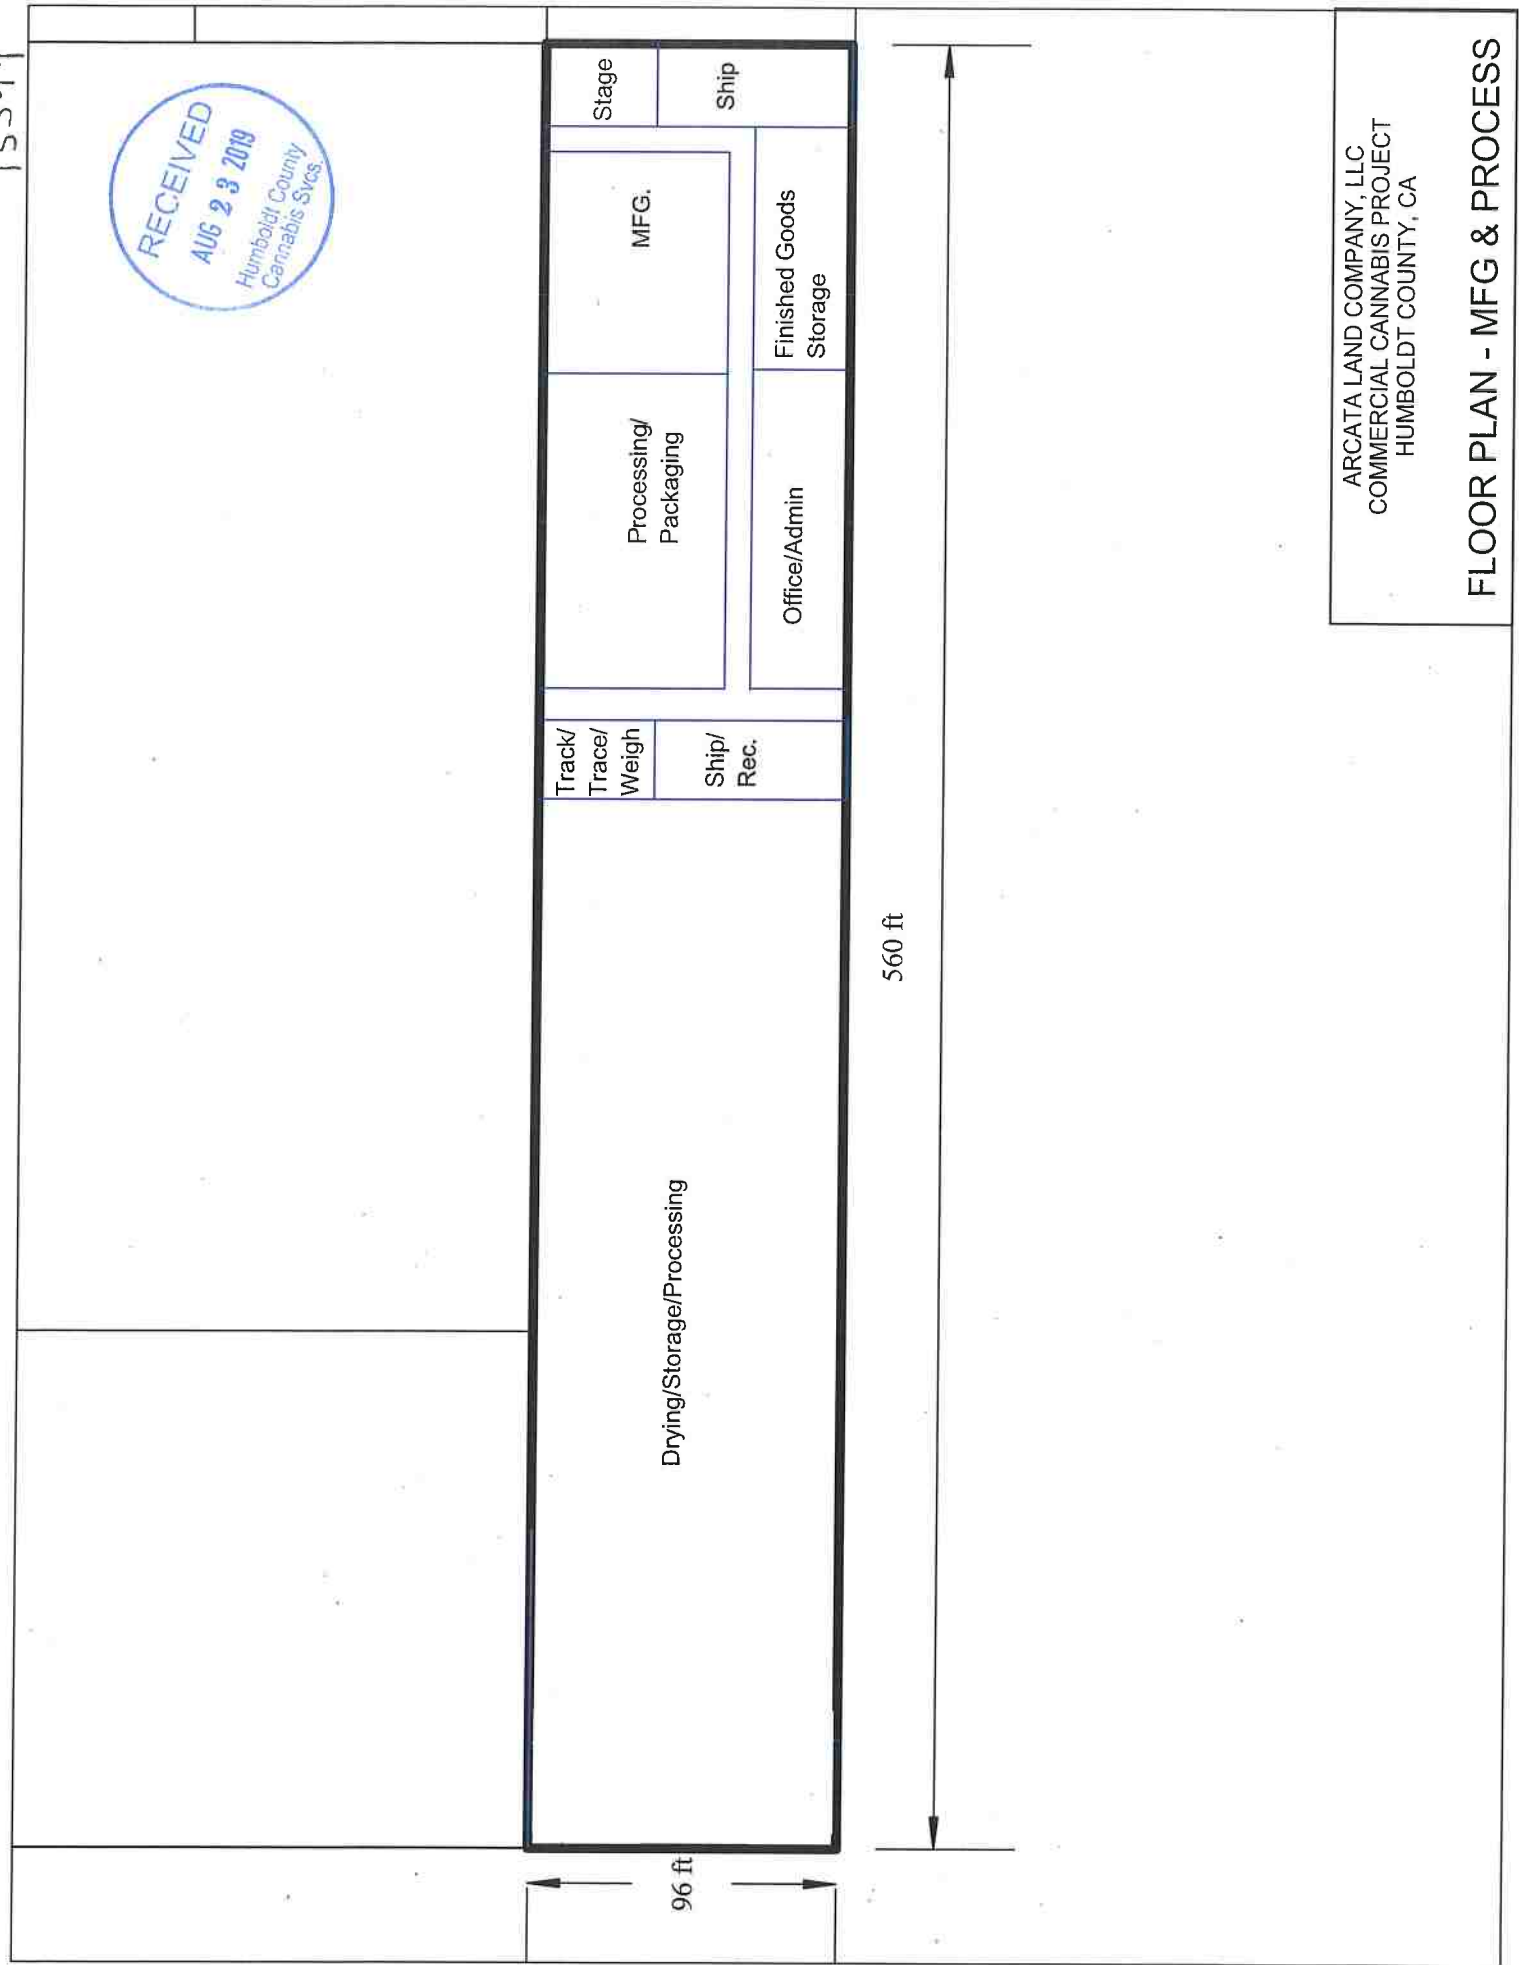 RECEIVED
AUG 23 2019
Humboldt County
Cannabis Svcs.
Drying/Storage/Processing
Track/
Trace/
Weigh
Ship/
Rec.
Processing/
Packaging
MFG.
Office/Admin
Finished Goods
Storage
Stage
Ship
96 ft
560 ft
ARCATA LAND COMPANY, LLC
COMMERCIAL CANNABIS PROJECT
HUMBOLDT COUNTY, CA
FLOOR PLAN - MFG & PROCESS